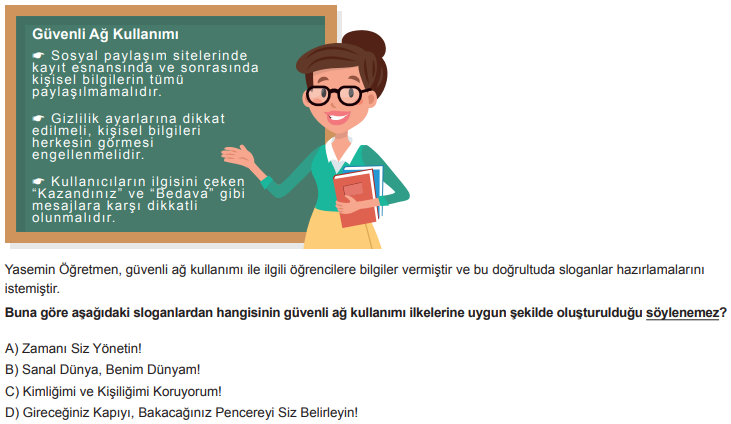 Güvenli Ağ Kullanımı
☛ Sosyal paylaşım sitelerinde
kayıt esnansında ve sonrasında
kişisel bilgilerin tümü
paylaşılmamalıdır.
☛ Gizlilik ayarlarına dikkat
edilmeli, kişisel bilgileri
herkesin görmesi
engellenmelidir.
☛ Kullanıcıların ilgisini çeken
“Kazandınız” ve “Bedava” gibi
mesajlara karşı dikkatli
olunmalıdır.
Yasemin Öğretmen, güvenli ağ kullanımı ile ilgili öğrencilere bilgiler vermiştir ve bu doğrultuda sloganlar hazırlamalarını
istemiştir.
Buna göre aşağıdaki sloganlardan hangisinin güvenli ağ kullanımı ilkelerine uygun şekilde oluşturulduğu söylenemez?
A) Zamanı Siz Yönetin!
B) Sanal Dünya, Benim Dünyam!
C) Kimliğimi ve Kişiliğimi Koruyorum!
D) Gireceğiniz Kapıyı, Bakacağınız Pencereyi Siz Belirleyin!